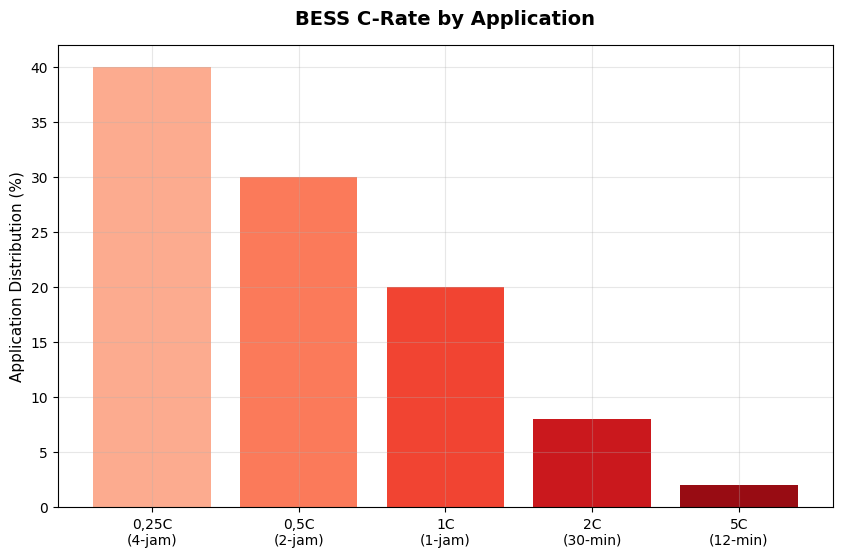 BESS C-Rate by Application
Application Distribution (%)
40
35
30
25
20
15
10
5
0
0,25C
(4-jam)
0,5C
(2-jam)
1C
(1-jam)
2C
(30-min)
5C
(12-min)